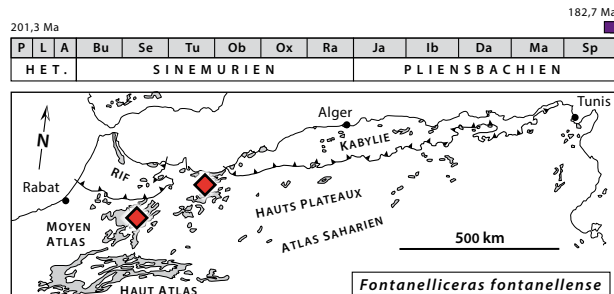 182,7 Ma
201,3 Ma
P L A Bu Se Tu Ob Ox Ra Ja Ib Da Ma Sp
HET. SINEMURIEN PLIENSBACHIEN
Tunis
Alger
N
KABYLIE
RIF
Rabat
HAUTS PLATEAUX
MOYEN
ATLAS
ATLAS SAHARIEN
500 km
HAUT ATLAS
Fontanelliceras fontanellense